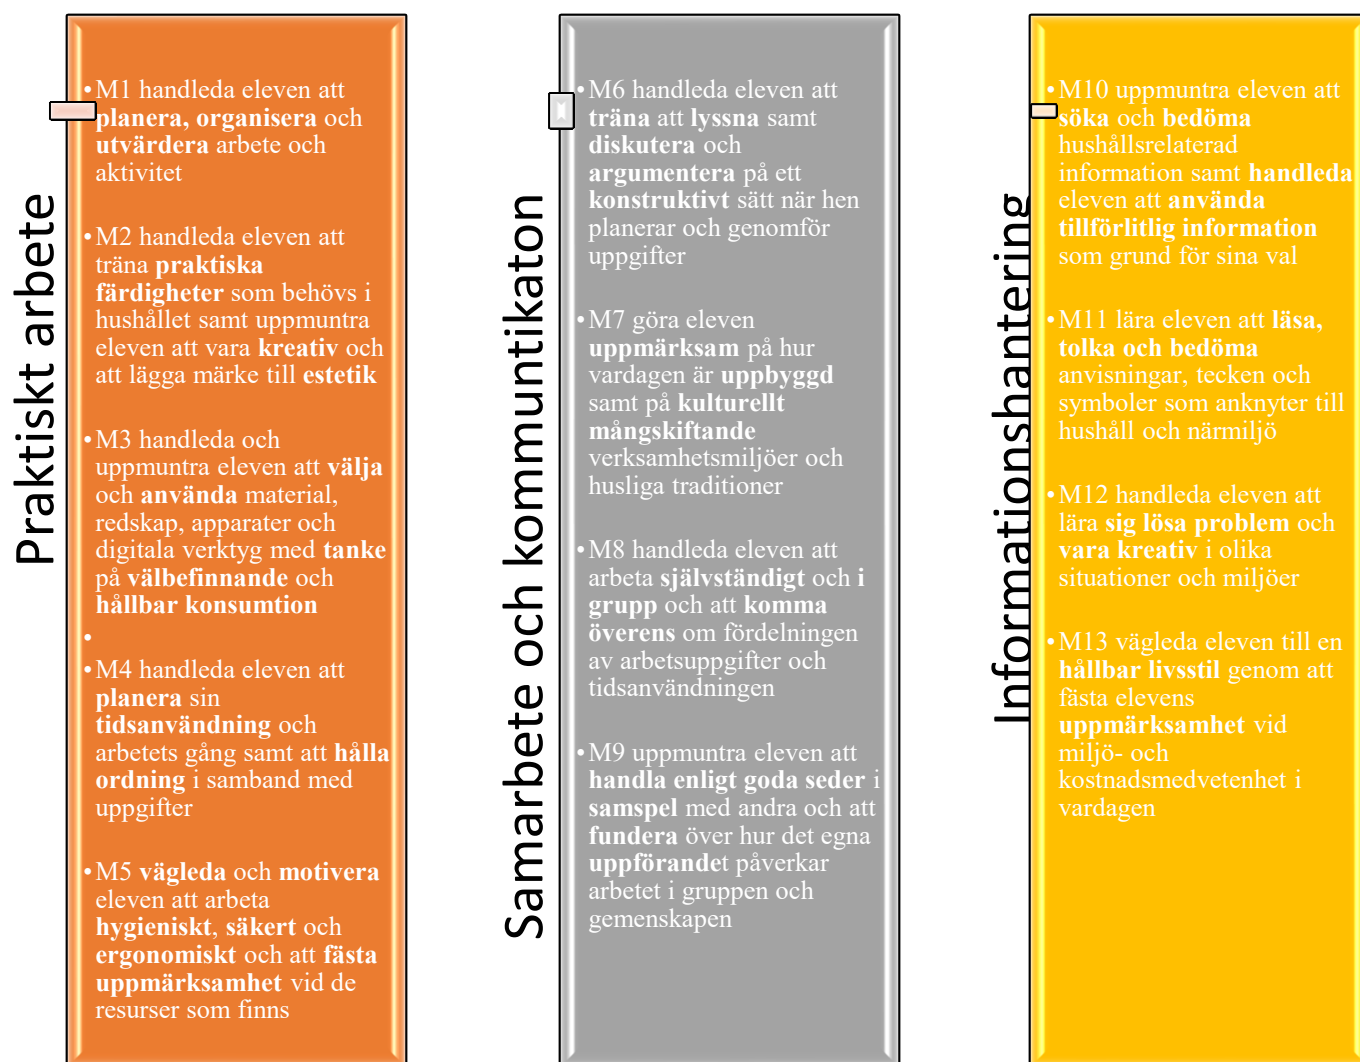 Praktiskt arbete
•M1 handleda eleven att
planera, organisera och
utvärdera arbete och
aktivitet
•M2 handleda eleven att
träna praktiska
färdigheter som behövs i
hushållet samt uppmuntra
eleven att vara kreativ och
att lägga märke till estetik
•M3 handleda och
uppmuntra eleven att välja
och använda material,
redskap, apparater och
digitala verktyg med tanke
på välbefinnande och
hållbar konsumtion
•
•M4 handleda eleven att
planera sin
tidsanvändning och
arbetets gång samt att hålla
ordning i samband med
uppgifter
•M5 vägleda och motivera
eleven att arbeta
hygieniskt, säkert och
ergonomiskt och att fästa
uppmärksamhet vid de
resurser som finns
Samarbete och kommuntikaton
•M6 handleda eleven att
träna att lyssna samt
diskutera och
argumentera på ett
konstruktivt sätt när hen
planerar och genomför
uppgifter
•M7 göra eleven
uppmärksam på hur
vardagen är uppbyggd
samt på kulturellt
mångskiftande
verksamhetsmiljöer och
husliga traditioner
•M8 handleda eleven att
arbeta självständigt och i
grupp och att komma
överens om fördelningen
av arbetsuppgifter och
tidsanvändningen
•M9 uppmuntra eleven att
handla enligt goda seder i
samspel med andra och att
fundera över hur det egna
uppförandet påverkar
arbetet i gruppen och
gemenskapen
Informationshantering
•M10 uppmuntra eleven att
söka och bedöma
hushållsrelaterad
information samt handleda
eleven att använda
tillförlitlig information
som grund för sina val
•M11 lära eleven att läsa,
tolka och bedöma
anvisningar, tecken och
symboler som anknyter till
hushåll och närmiljö
•M12 handleda eleven att
lära sig lösa problem och
vara kreativ i olika
situationer och miljöer
•M13 vägleda eleven till en
hållbar livsstil genom att
fästa elevens
uppmärksamhet vid
miljö- och
kostnadsmedvetenhet i
vardagen